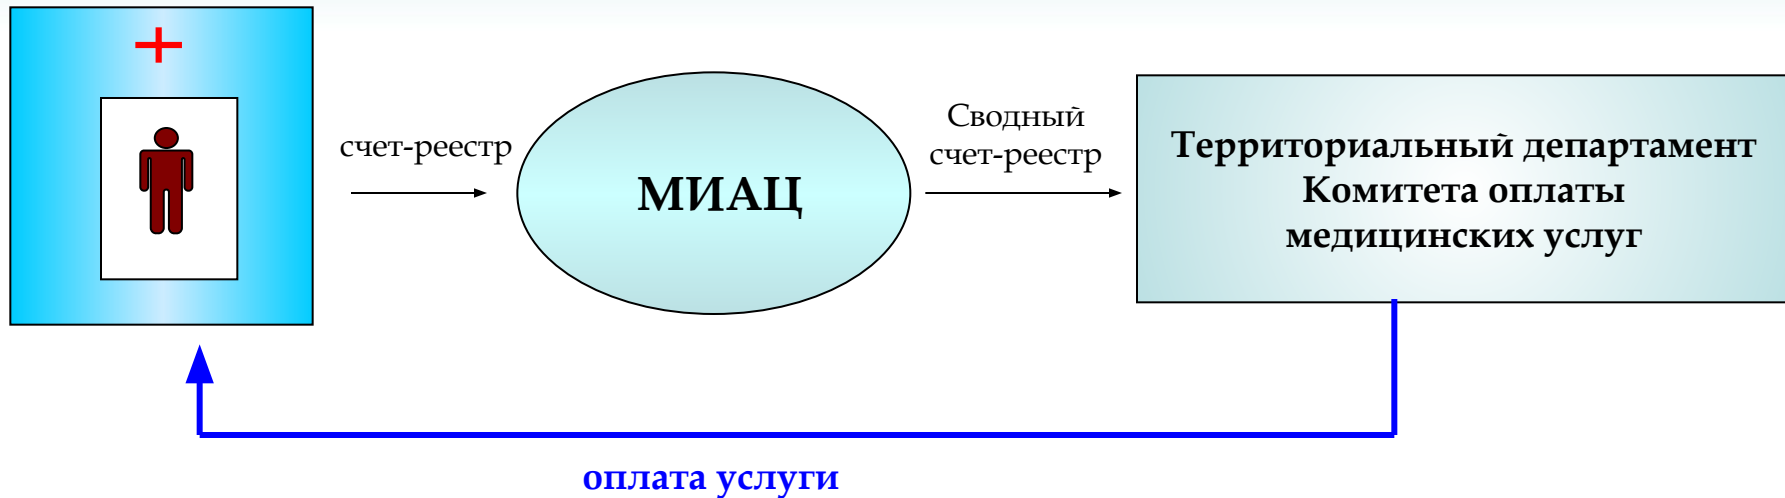 счет-реестр
МИАЦ
Сводный
счет-реестр
Территориальный департамент
Комитета оплаты
медицинских услуг
оплата услуги